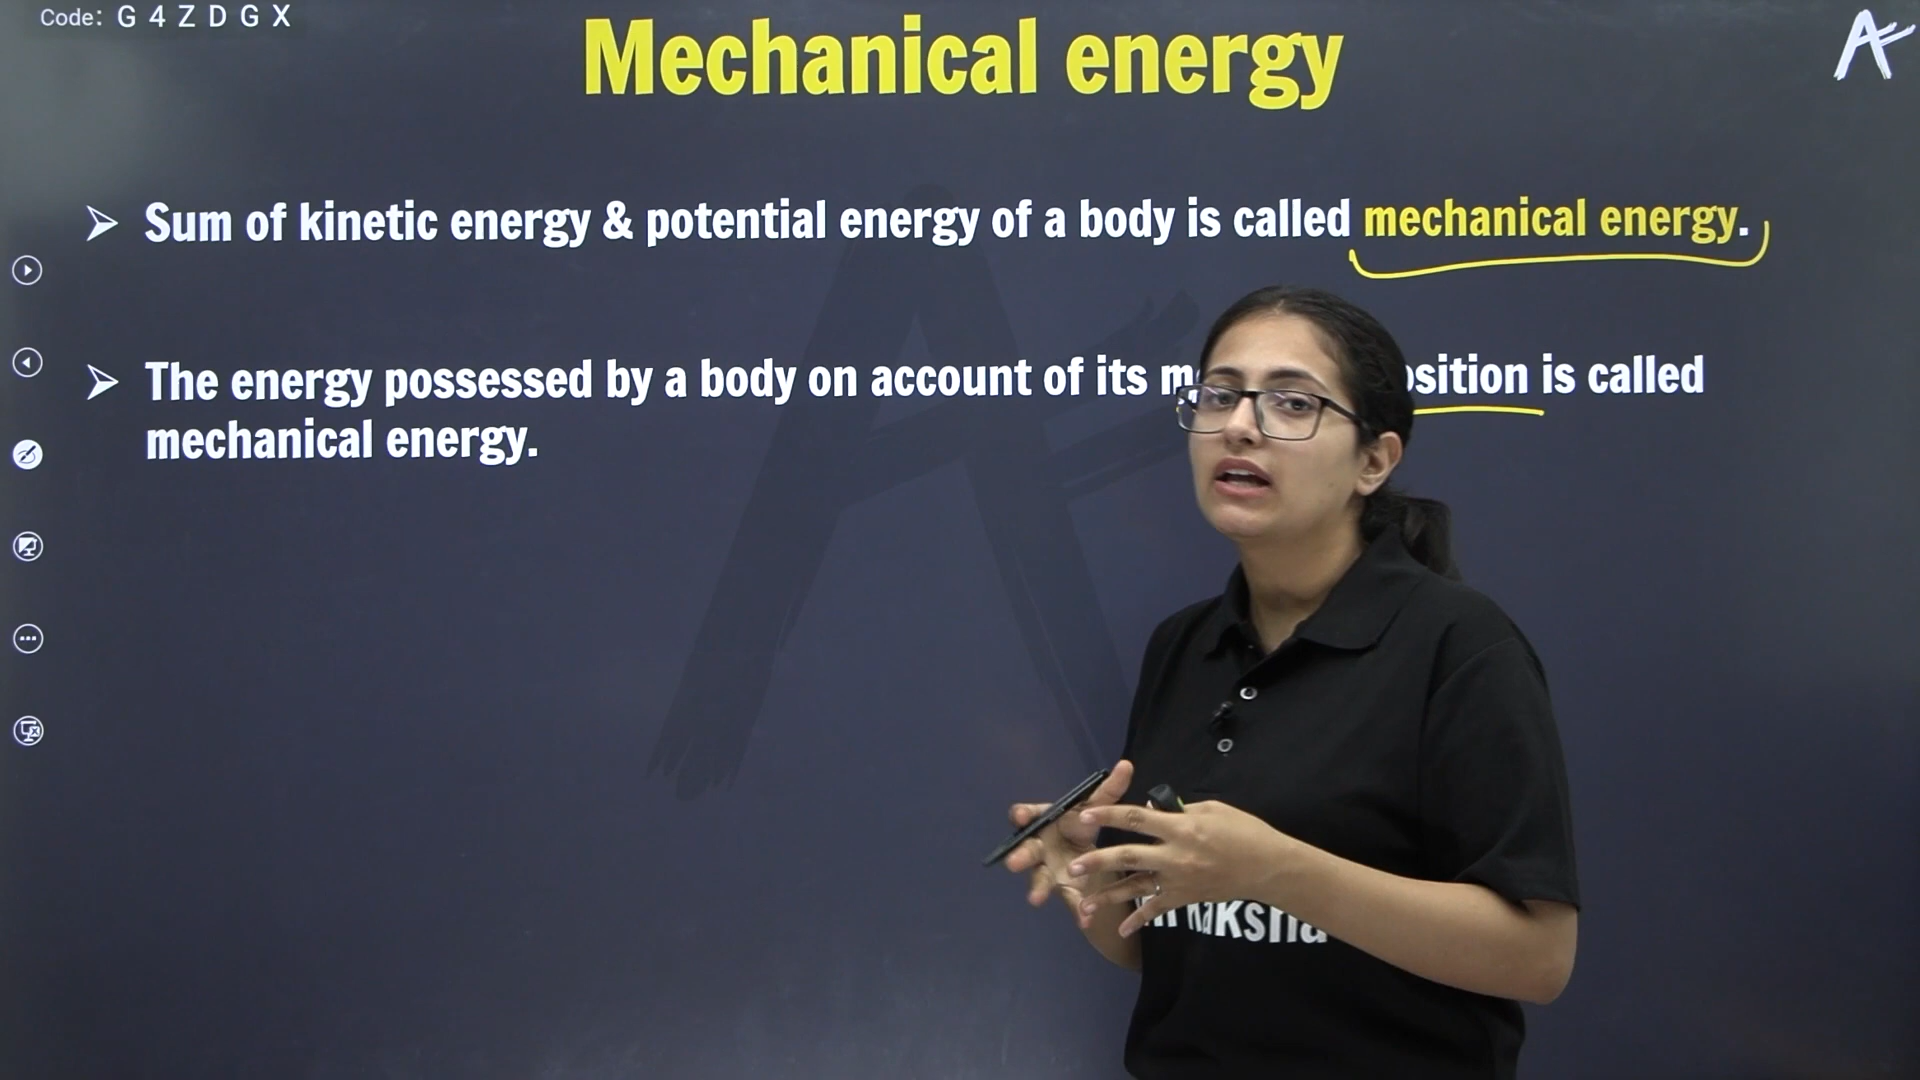 Code: G 4 Z D G X
Mechanical energy
Sum of kinetic energy & potential energy of a body is called mechanical energy.
The energy possessed by a body on account of its is called
mechanical energy.